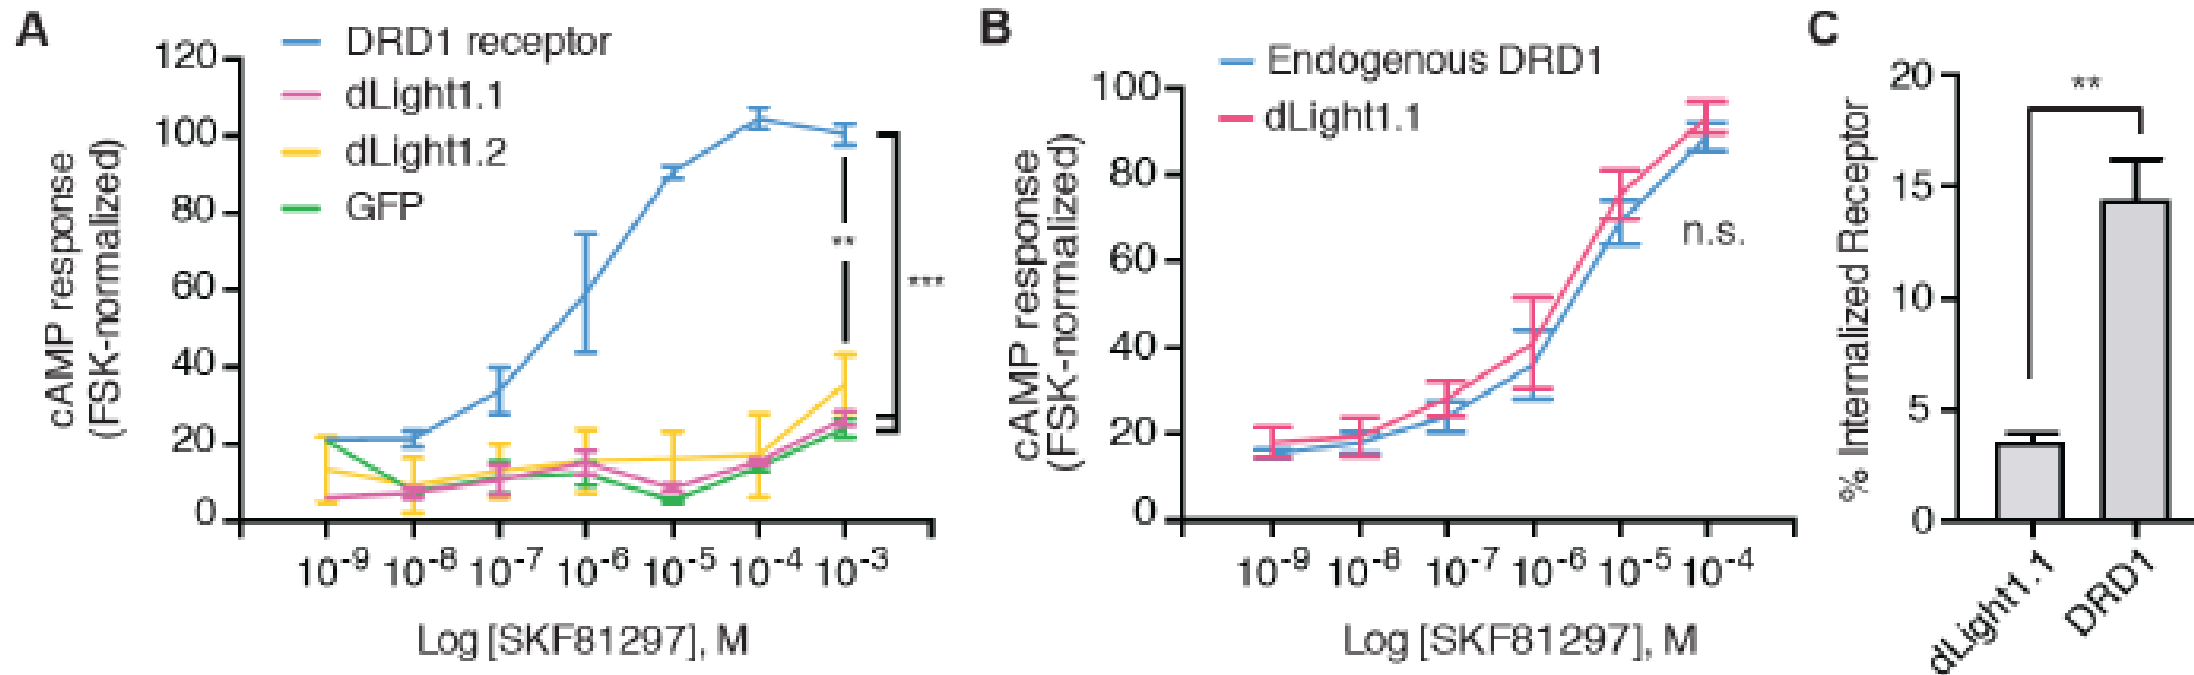 A
DRD1 receptor
dLight1.1
dLight1.2
GFP
120
100
80
60
40
20
0
cAMP response
(FSK-normalized)
**
***
10-9 10-8 10-7 10-6 10-5 10-4 10-3
Log [SKF81297], M
B
Endogenous DRD1
dLight1.1
100
80
60
40
20
0
cAMP response
(FSK-normalized)
n.s.
10-9 10-8 10-7 10-6 10-5 10-4
Log [SKF81297], M
C
20
15
10
5
0
% Internalized Receptor
**
dLight1.1
DRD1